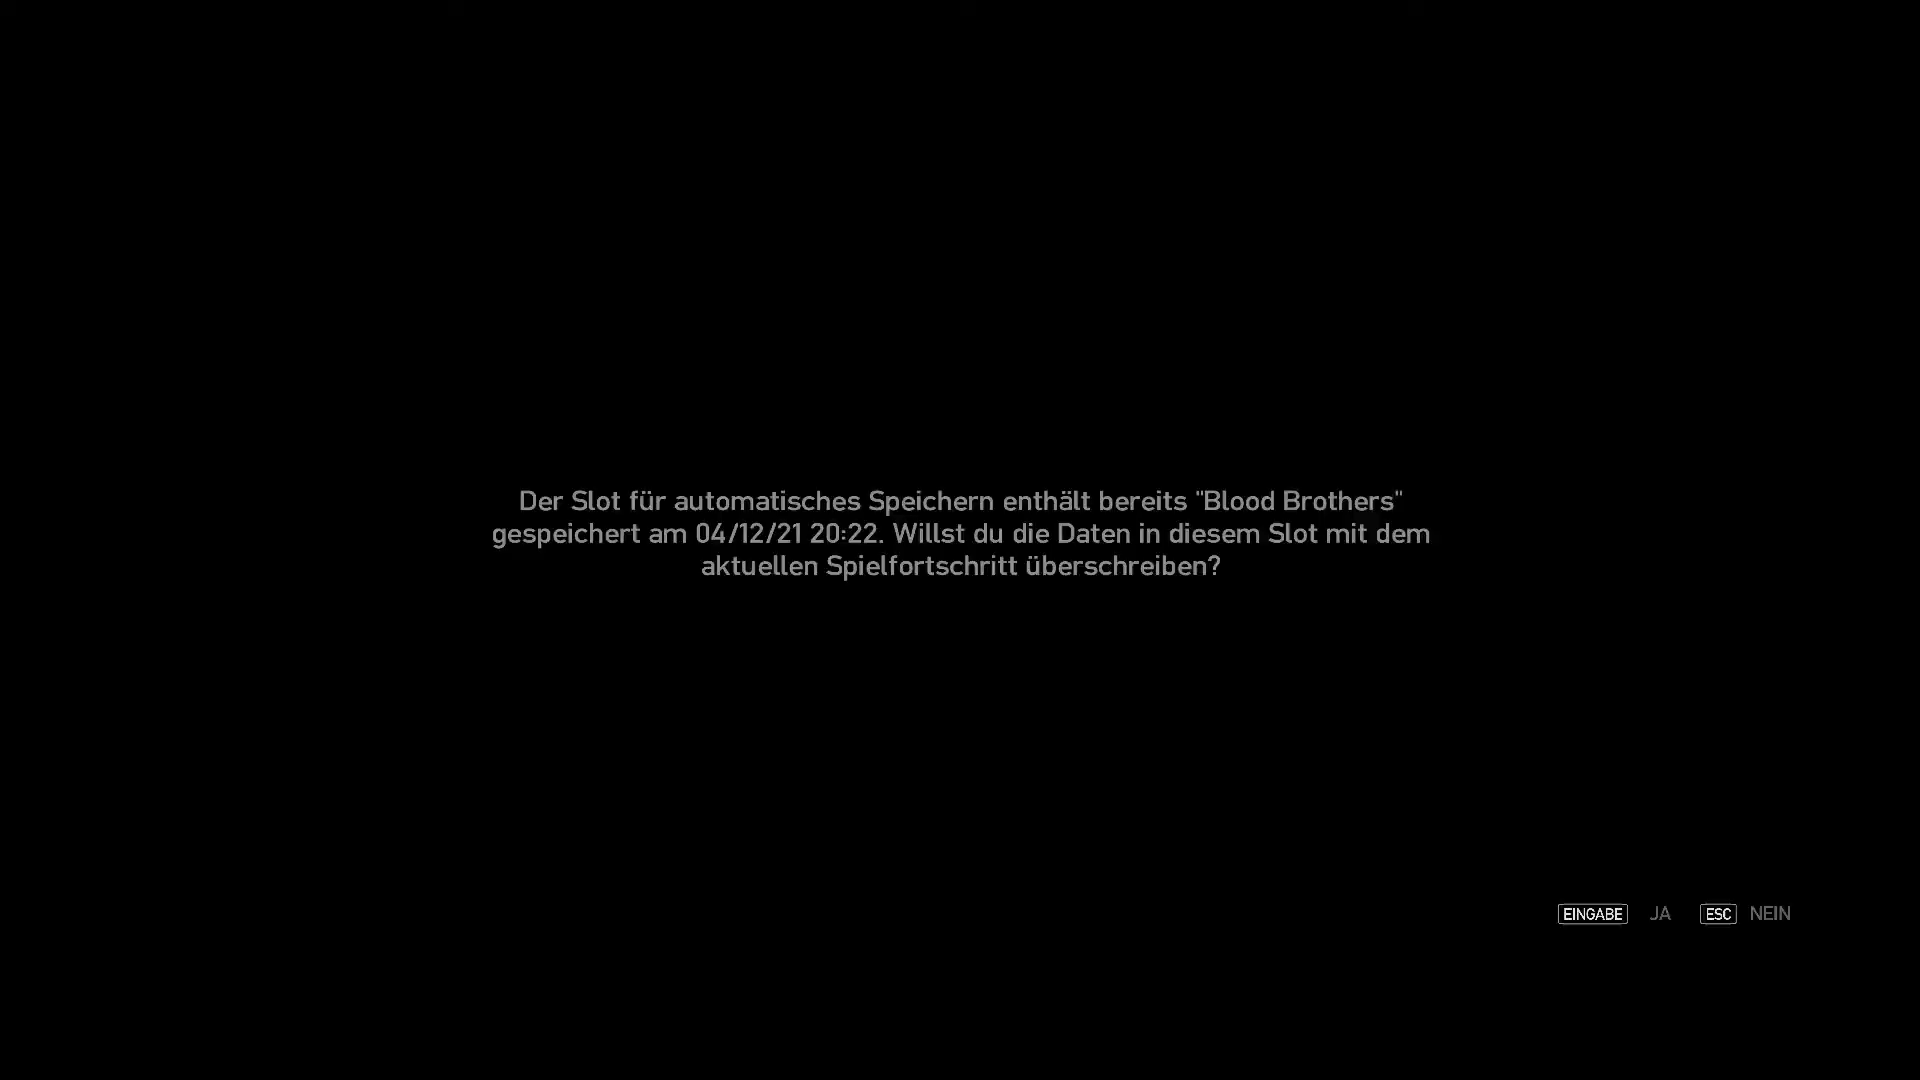 Der Slot für automatisches Speichern enthält bereits "Blood Brothers"
gespeichert am 04/12/21 20:22. Willst du die Daten in diesem Slot mit dem
aktuellen Spielfortschritt überschreiben?
EINGABE JA ESC NEIN